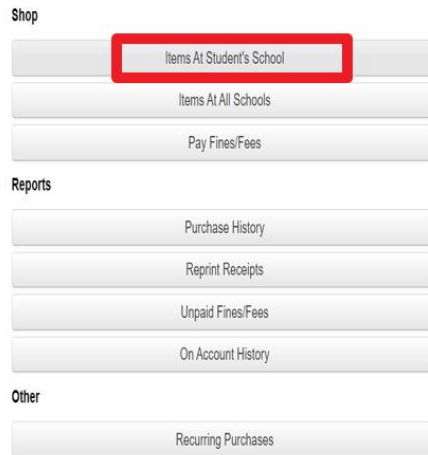 Shop
Items At Student's School
Items At All Schools
Pay Fines/Fees
Reports
Purchase History
Reprint Receipts
Unpaid Fines/Fees
On Account History
Other
Recurring Purchases